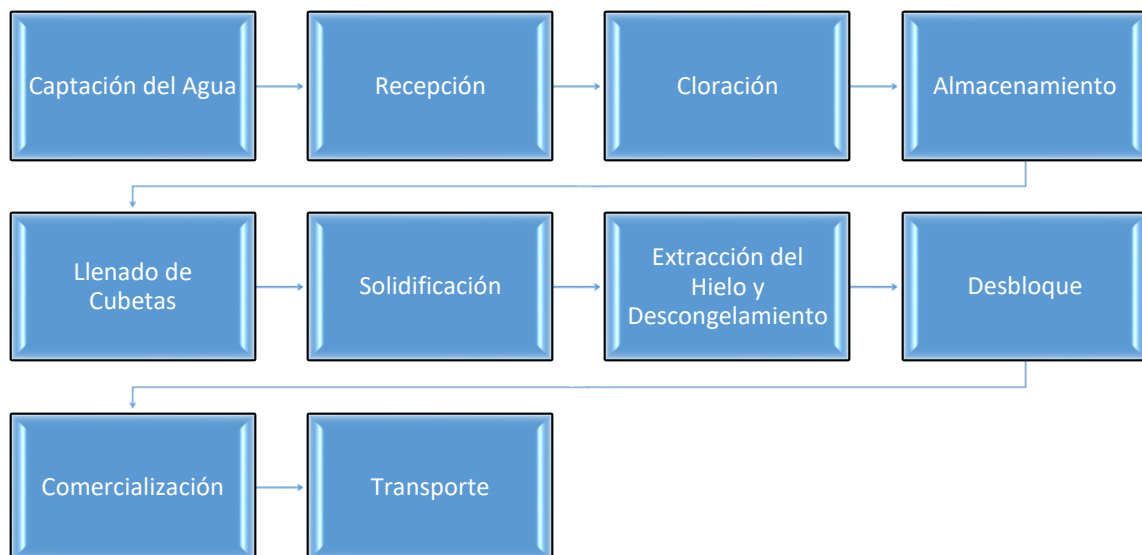 Captación del Agua
Recepción
Cloración
Almacenamiento
Llenado de
Cubetas
Solidificación
Extracción del
Hielo y
Descongelamiento
Desbloque
Comercialización
Transporte